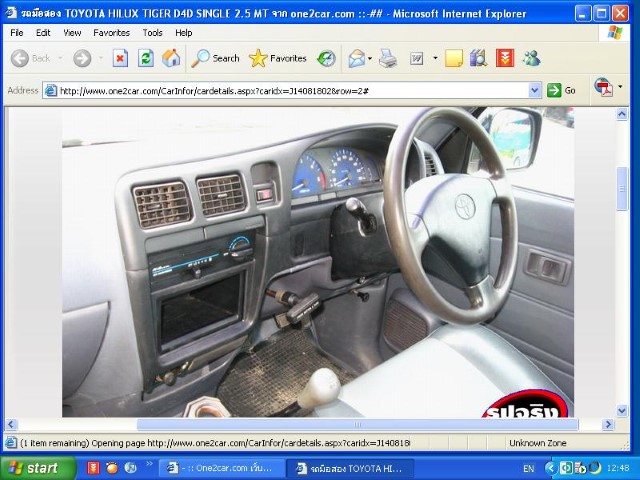 รถมือสอง TOYOTA HILUX TIGER D4D SINGLE 2.5 MT จาก one2car.com ::-## - Microsoft Internet Explorer
File Edit View Favorites Tools Help
Back Search Favorites
Address http://www.one2car.com/CarInfor/cardetails.aspx?caridx=J14081802&row=2# Go
รูปจริง
(1 item remaining) Opening page http://www.one2car.com/CarInfor/cardetails.aspx?caridx=J140818 Unknown Zone
start - :: One2car.com เว็บ... รถมือสอง TOYOTA HI... EN 12:48